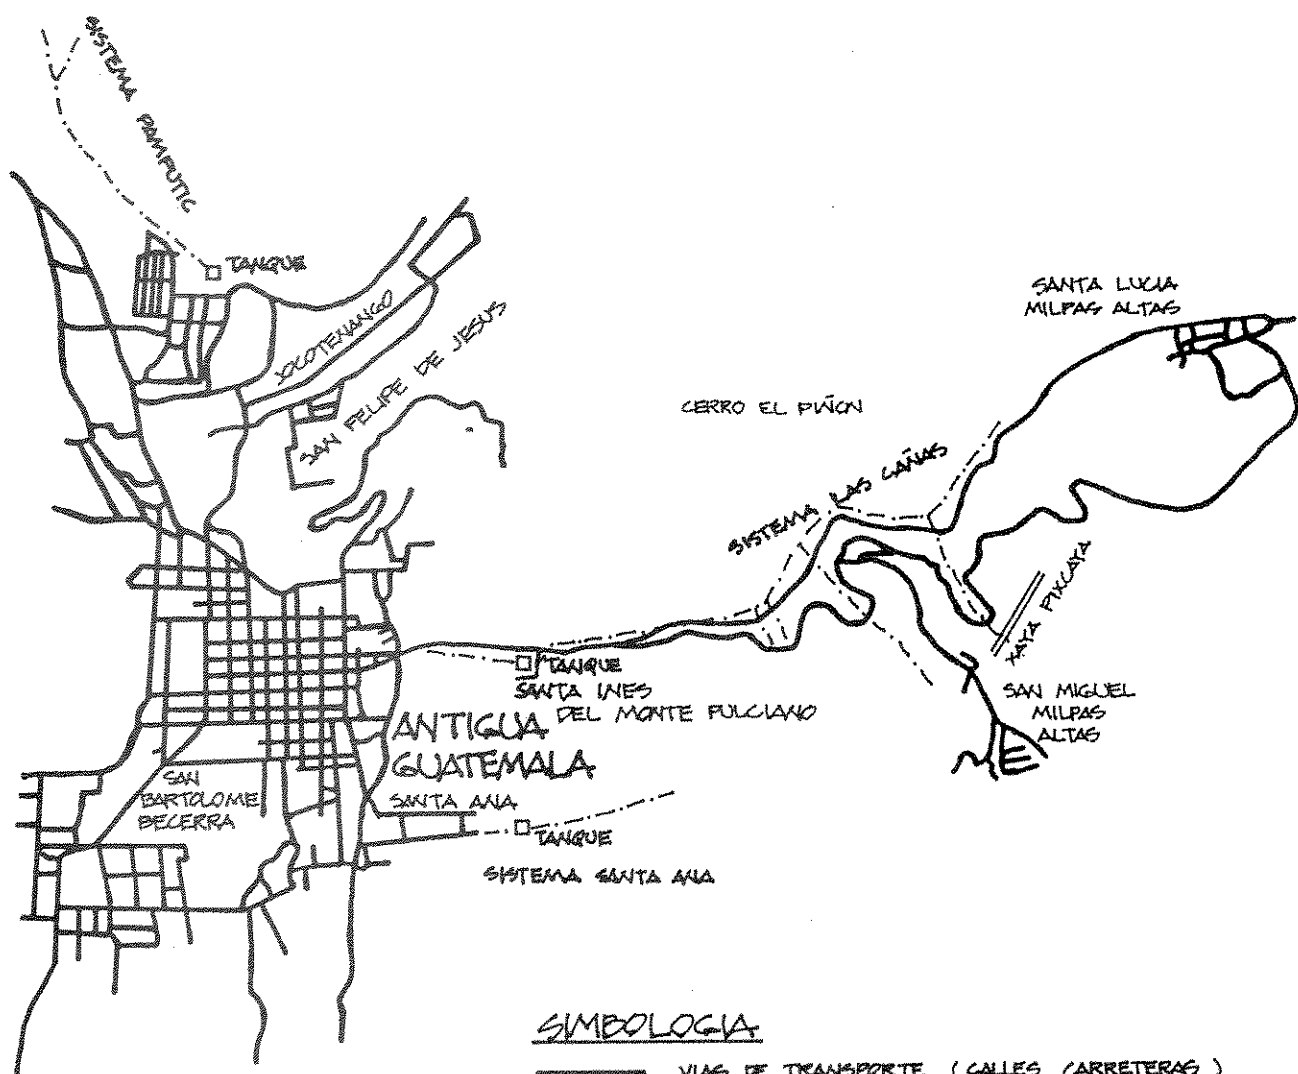 SISTEMA PAMPUTIC
TANQUE
JOCOTENANGO
SAN FELIPE DE JESUS
SANTA LUCIA
MILPAS ALTAS
CERRO EL PIÑON
SISTEMA LAS CAÑAS
XAYA PIXCAYA
TANQUE
SANTA INES
DEL MONTE PULCIANO
SAN MIGUEL
MILPAS
ALTAS
ANTIGUA
GUATEMALA
SAN
BARTOLOME
BECERRA
SANTA ANA
TANQUE
SISTEMA SANTA ANA
SIMBOLOGIA
VIAS DE TRANSPORTE (CALLES, CARRETERAS)